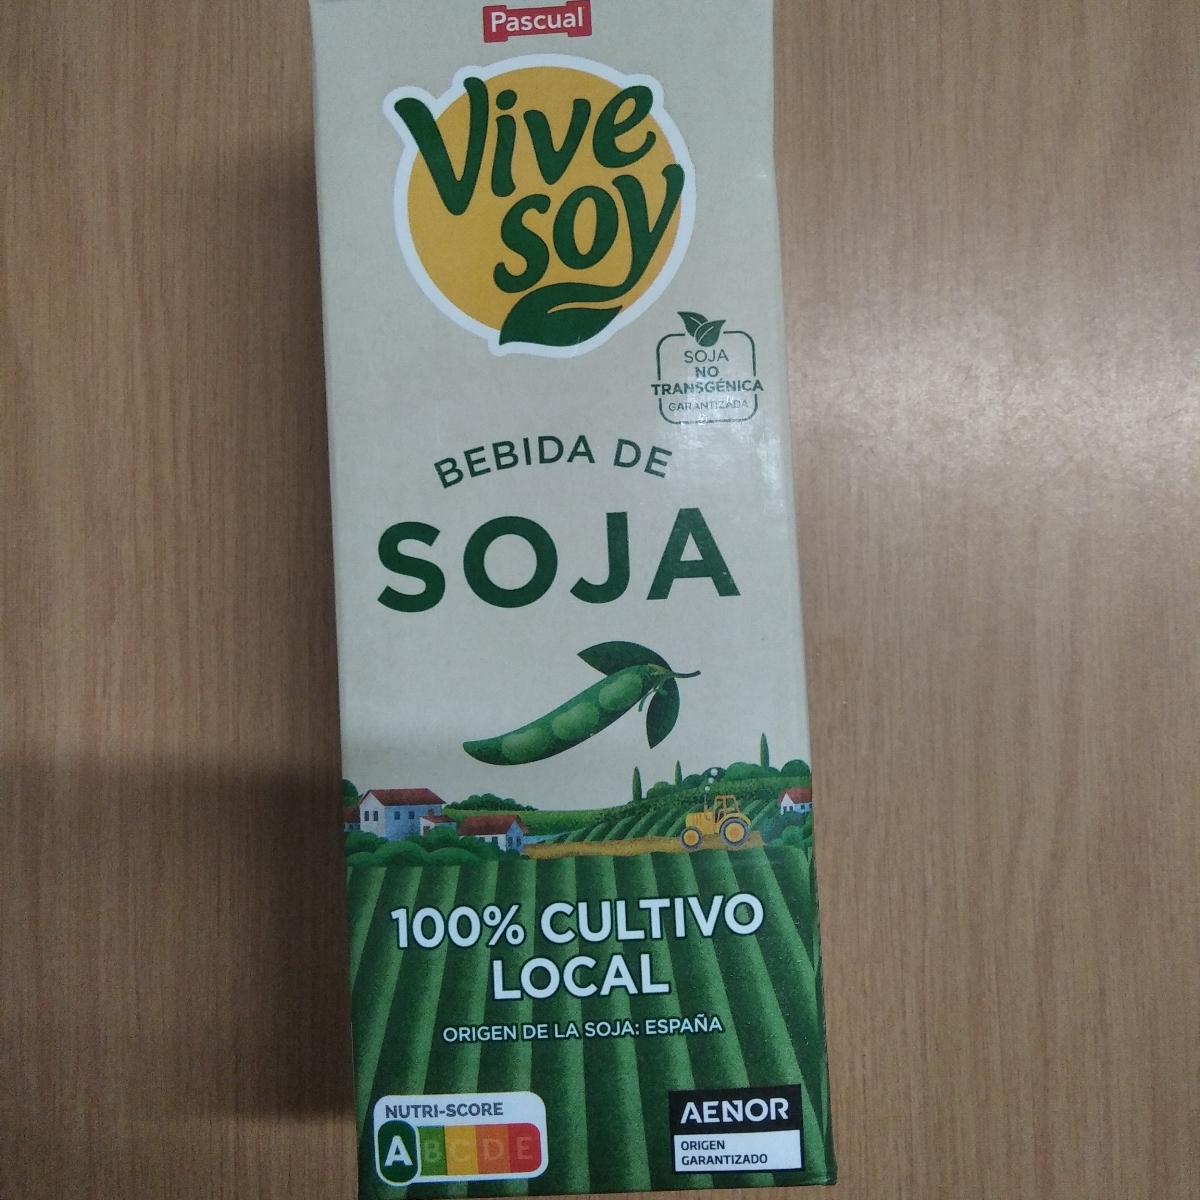 Pascual
Vive
soy
SOJA
NO
TRANSGÉNICA
GARANTIZADA
BEBIDA DE
SOJA
100% CULTIVO
LOCAL
ORIGEN DE LA SOJA: ESPAÑA
NUTRI-SCORE
A B C D E
AENOR
ORIGEN
GARANTIZADO